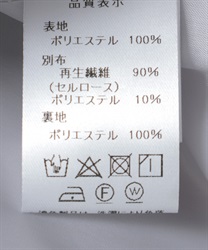 品質表示
表地
ポリエステル 100%
別布
再生繊維 90%
(セルロース)
ポリエステル 10%
裏地
ポリエステル 100%
F W